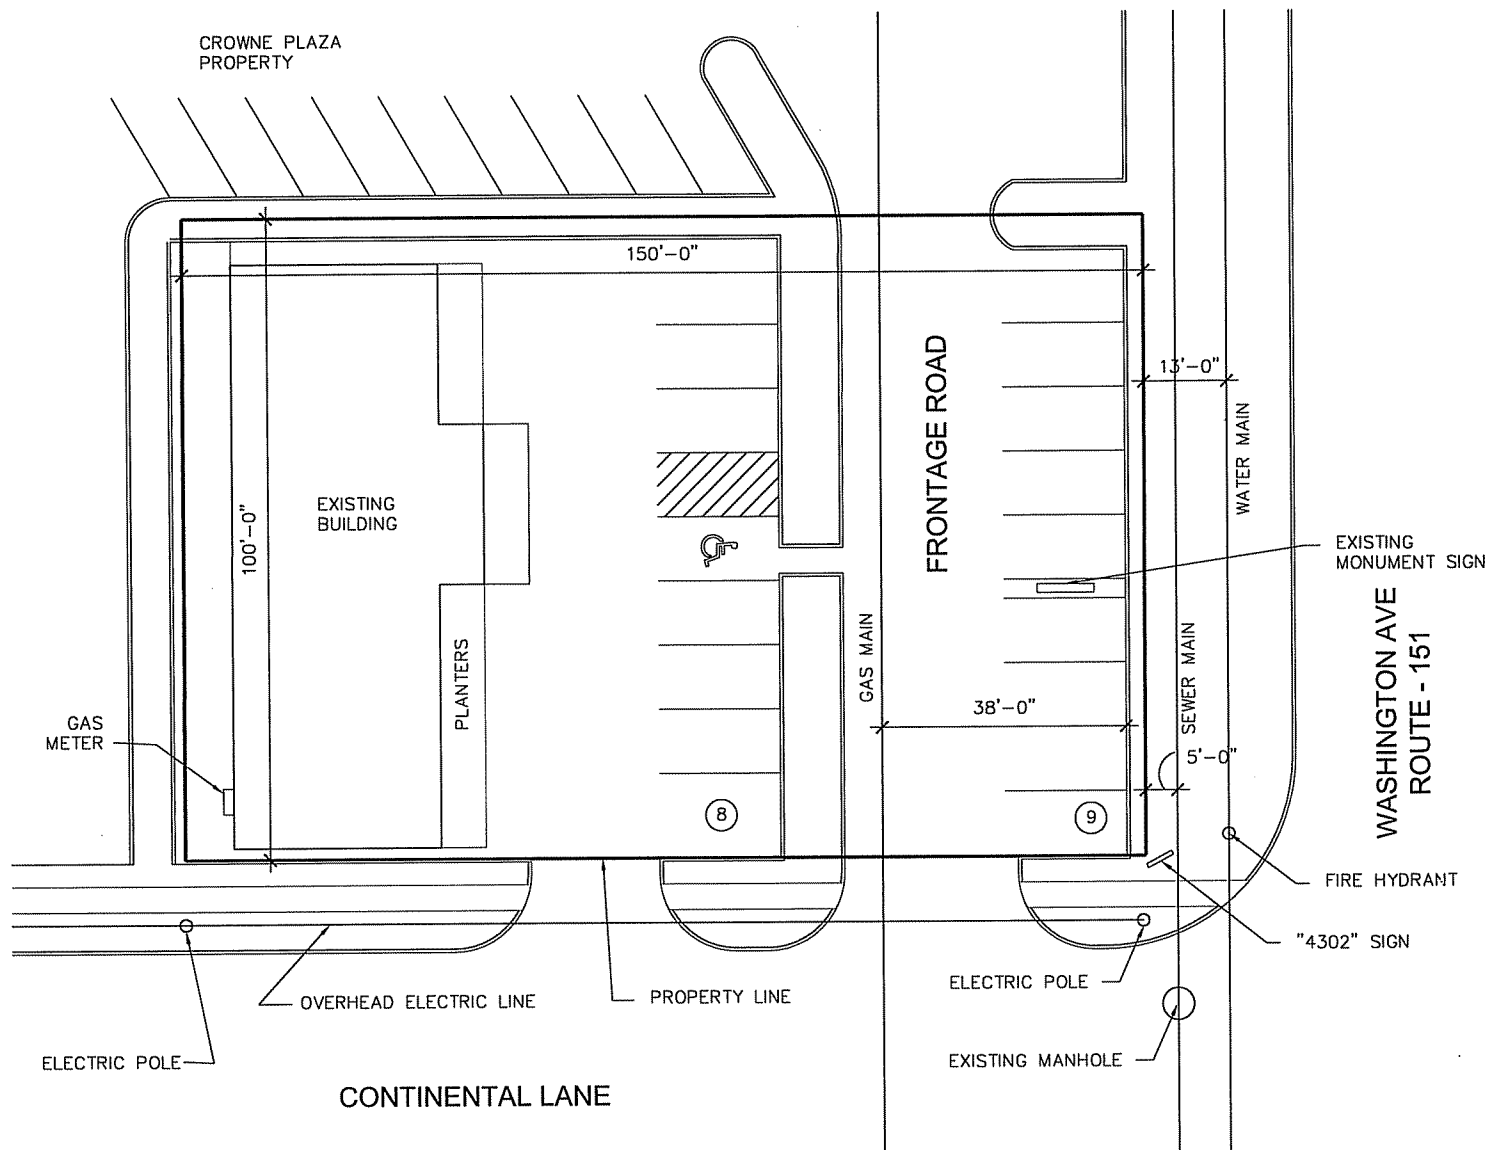 CROWNE PLAZA
PROPERTY
150'-0"
FRONTAGE ROAD
13'-0"
WATER MAIN
100'-0"
EXISTING
BUILDING
EXISTING
MONUMENT SIGN
GAS MAIN
PLANTERS
SEWER MAIN
WASHINGTON AVE
ROUTE - 151
38'-0"
GAS
METER
5'-0"
8
9
FIRE HYDRANT
"4302" SIGN
ELECTRIC POLE
OVERHEAD ELECTRIC LINE
PROPERTY LINE
ELECTRIC POLE
EXISTING MANHOLE
CONTINENTAL LANE